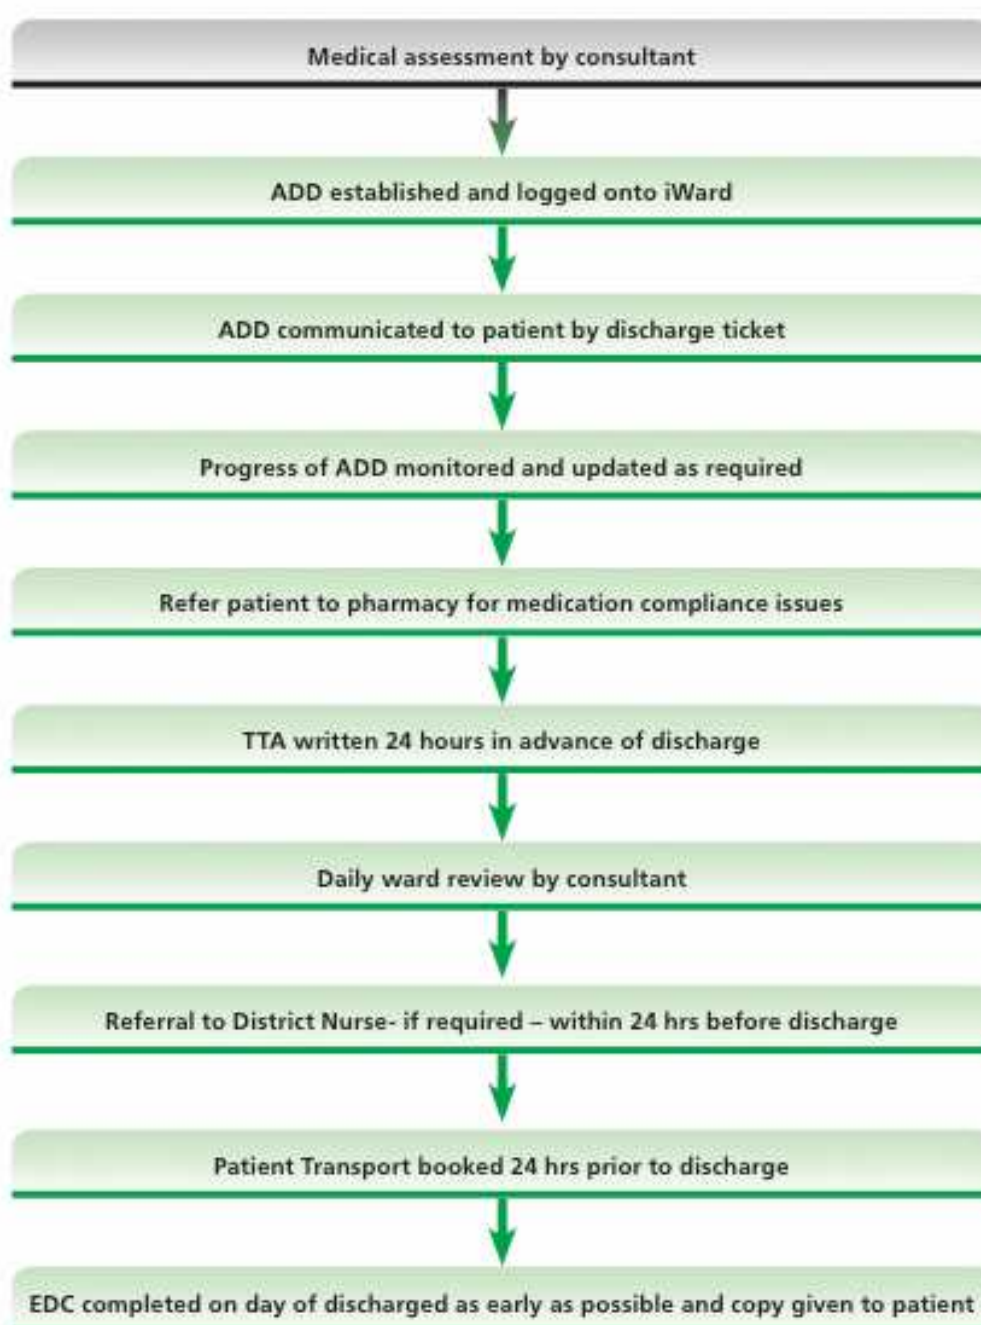 Medical assessment by consultant
ADD established and logged onto iWard
ADD communicated to patient by discharge ticket
Progress of ADD monitored and updated as required
Refer patient to pharmacy for medication compliance issues
TTA written 24 hours in advance of discharge
Daily ward review by consultant
Referral to District Nurse- if required – within 24 hrs before discharge
Patient Transport booked 24 hrs prior to discharge
EDC completed on day of discharged as early as possible and copy given to patient